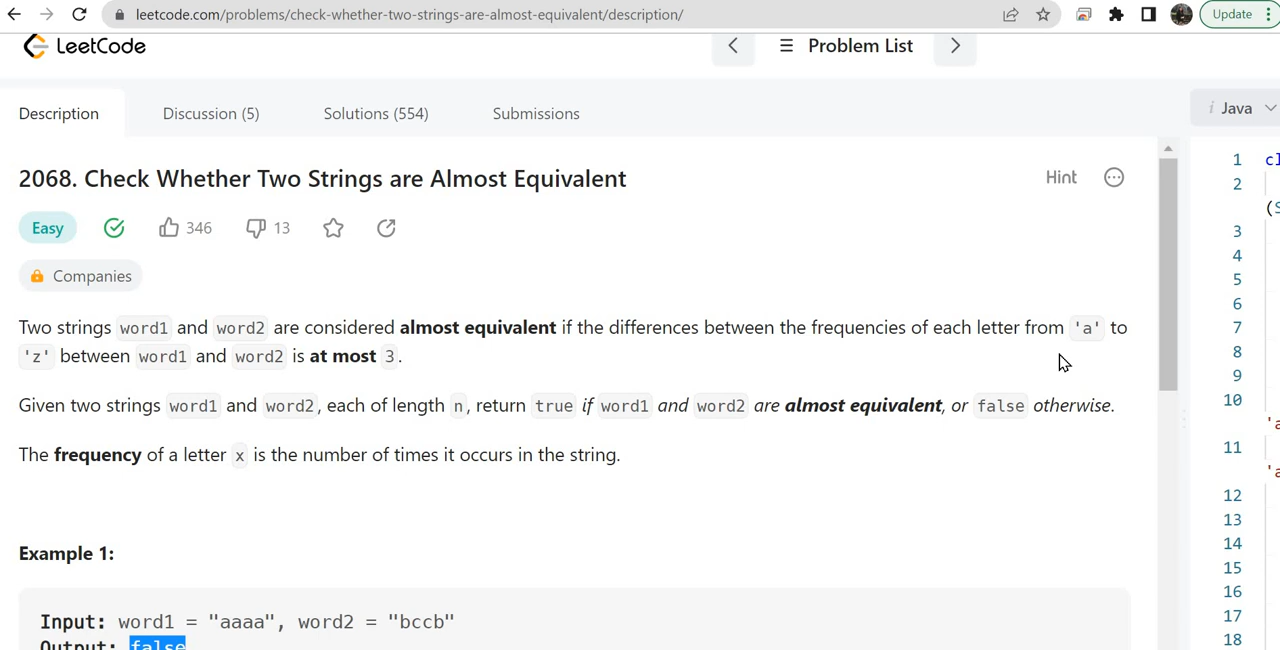 leetcode.com/problems/check-whether-two-strings-are-almost-equivalent/description/
Update
LeetCode
Problem List
Description
Discussion (5)
Solutions (554)
Submissions
i Java
2068. Check Whether Two Strings are Almost Equivalent
Hint
Easy
346
13
Companies
Two strings word1 and word2 are considered almost equivalent if the differences between the frequencies of each letter from 'a' to
'z' between word1 and word2 is at most 3.
Given two strings word1 and word2, each of length n, return true if word1 and word2 are almost equivalent, or false otherwise.
The frequency of a letter x is the number of times it occurs in the string.
Example 1:
Input: word1 = "aaaa", word2 = "bccb"
Output: false
1 cl
2
(S
3
4
5
6
7
8
9
10
'a
11
'a
12
13
14
15
16
17
18